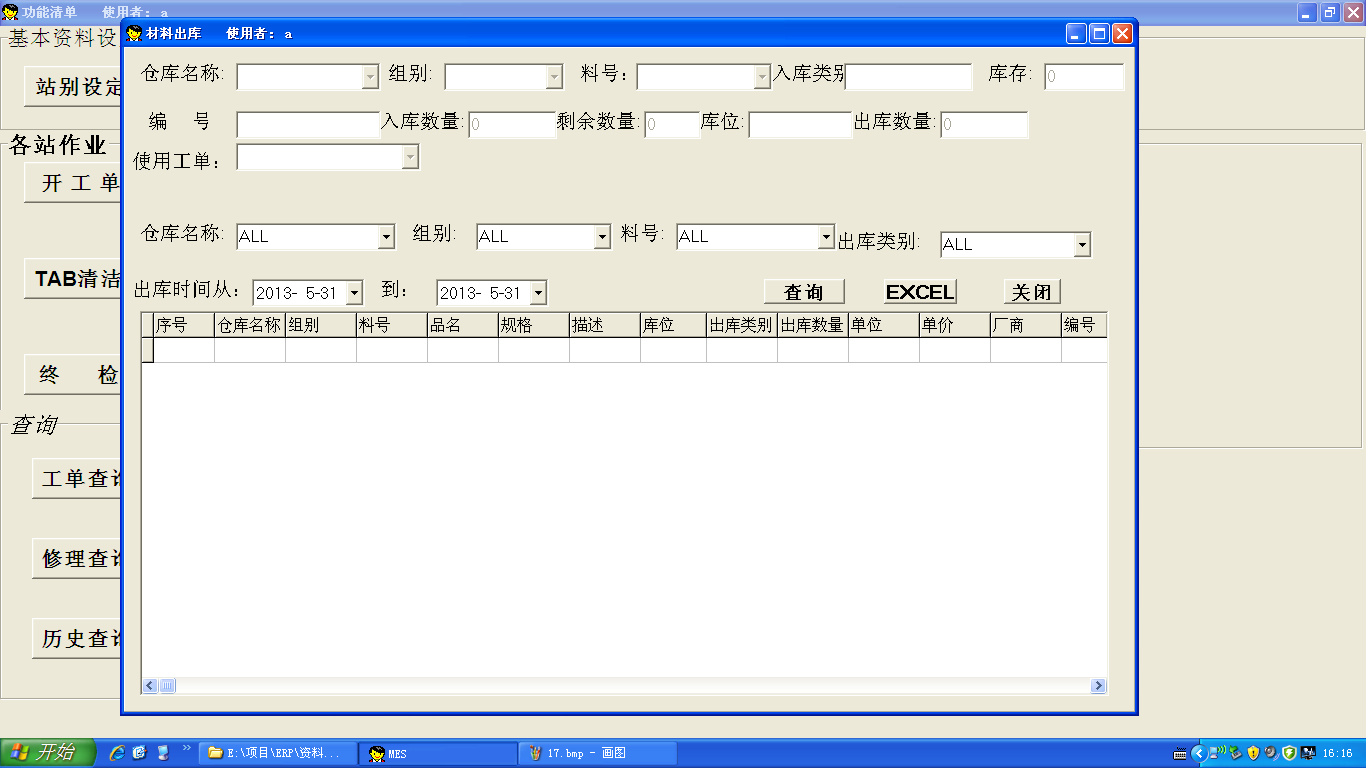 功能清单 使用者：a
基本资料设
站别设定
各站作业
开 工 单
TAB清洁
终 检
查询
工单查询
修理查询
历史查询
材料出库 使用者：a
仓库名称: 组别: 料号： 入库类别 库存: 0
编 号 入库数量: 0 剩余数量: 0 库位: 出库数量: 0
使用工单：
仓库名称: ALL 组别: ALL 料号: ALL 出库类别: ALL
出库时间从： 2013- 5-31 到： 2013- 5-31 查询 EXCEL 关闭
序号 仓库名称 组别 料号 品名 规格 描述 库位 出库类别 出库数量 单位 单价 厂商 编号
开始 E:\项目\ERP\资料... MES 17.bmp - 画图 16:16